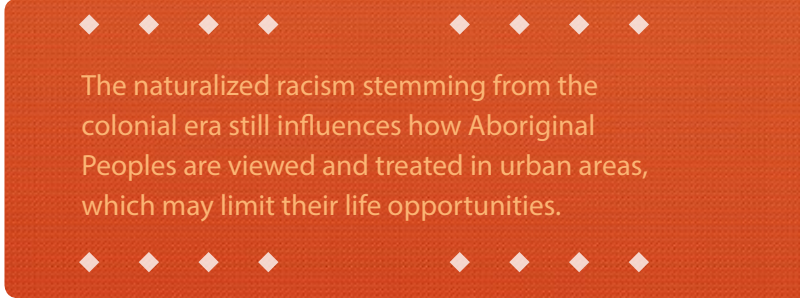 The naturalized racism stemming from the
colonial era still influences how Aboriginal
Peoples are viewed and treated in urban areas,
which may limit their life opportunities.